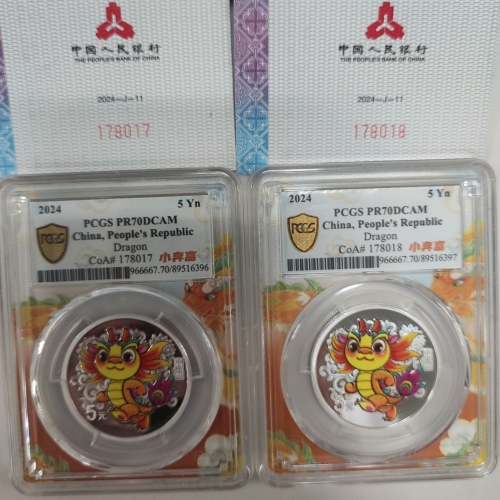 中国人民银行
THE PEOPLE'S BANK OF CHINA
2024-J-11
178017
中国人民银行
THE PEOPLE'S BANK OF CHINA
2024-J-11
178018
2024 5 Yn
PCGS PR70DCAM
China, People's Republic
Dragon
CoA# 178017 小奔富
966667.70/89516396
PCGS
5元
2024 5 Yn
PCGS PR70DCAM
China, People's Republic
Dragon
CoA# 178018 小奔富
966667.70/89516397
PCGS